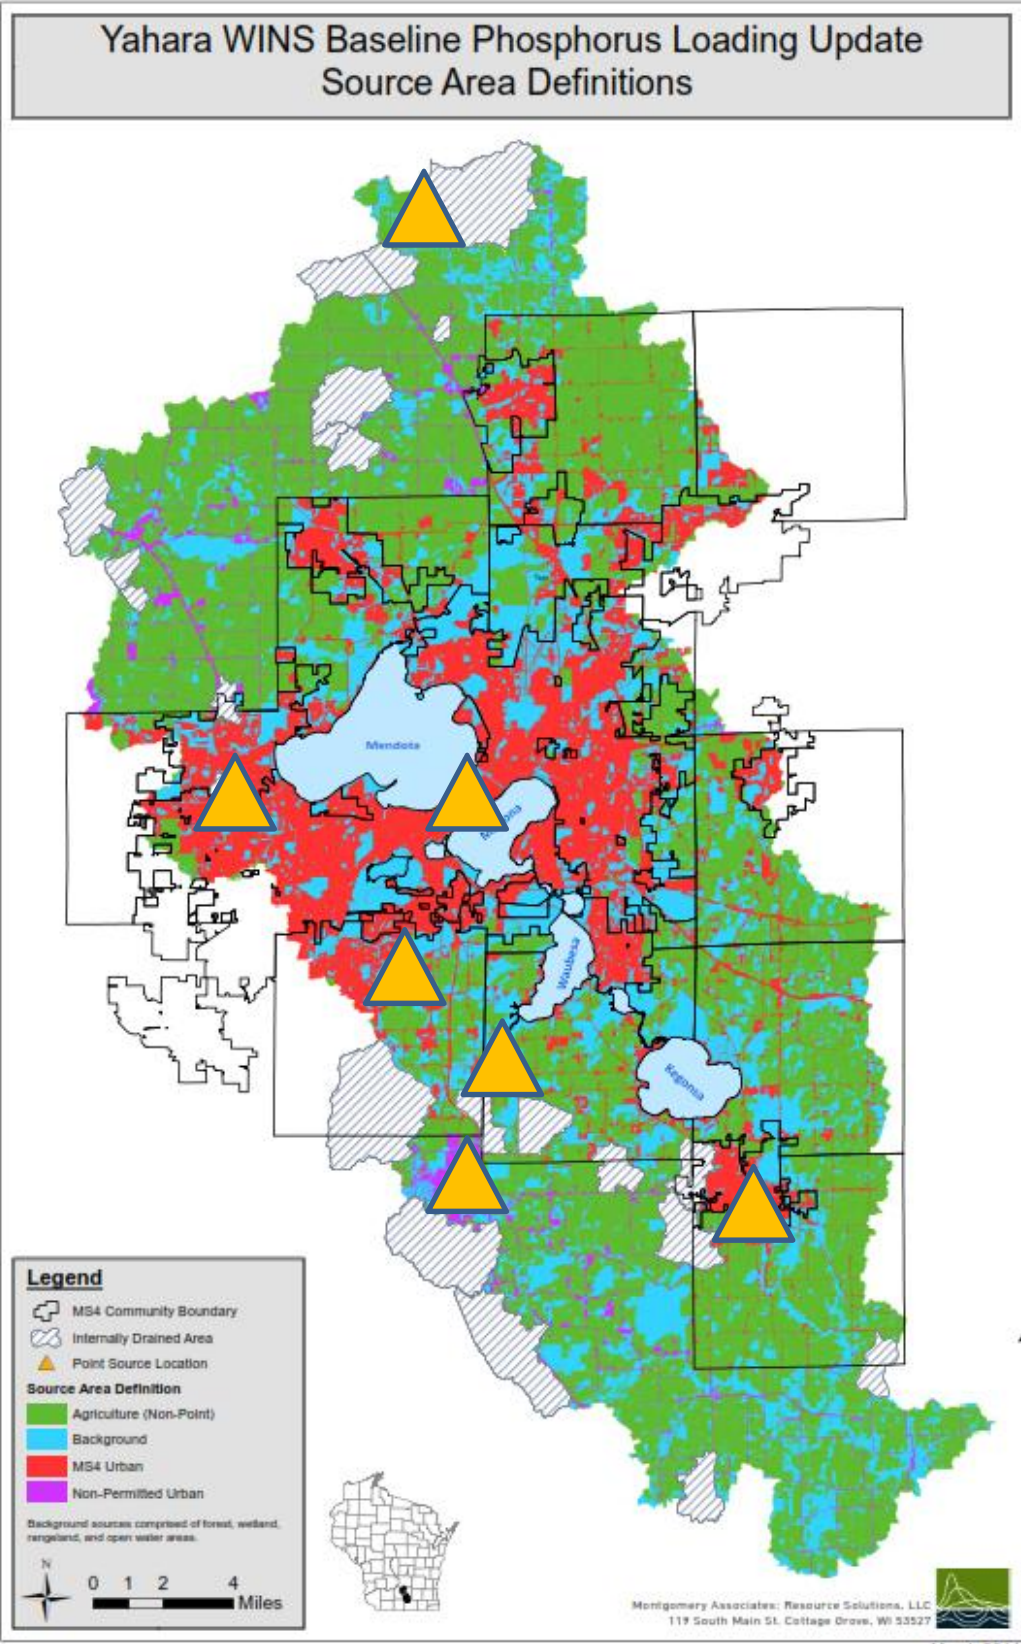 Yahara WINS Baseline Phosphorus Loading Update
Source Area Definitions
Mendota
Waubesa
Kegonsa
Legend
MS4 Community Boundary
Internally Drained Area
Point Source Location
Source Area Definition
Agriculture (Non-Point)
Background
MS4 Urban
Non-Permitted Urban
Background sources comprised of forest, wetland,
rangeland, and open water areas.
N
0 1 2 4
Miles
Montgomery Associates: Resource Solutions, LLC
119 South Main St. Cottage Grove, WI 53527